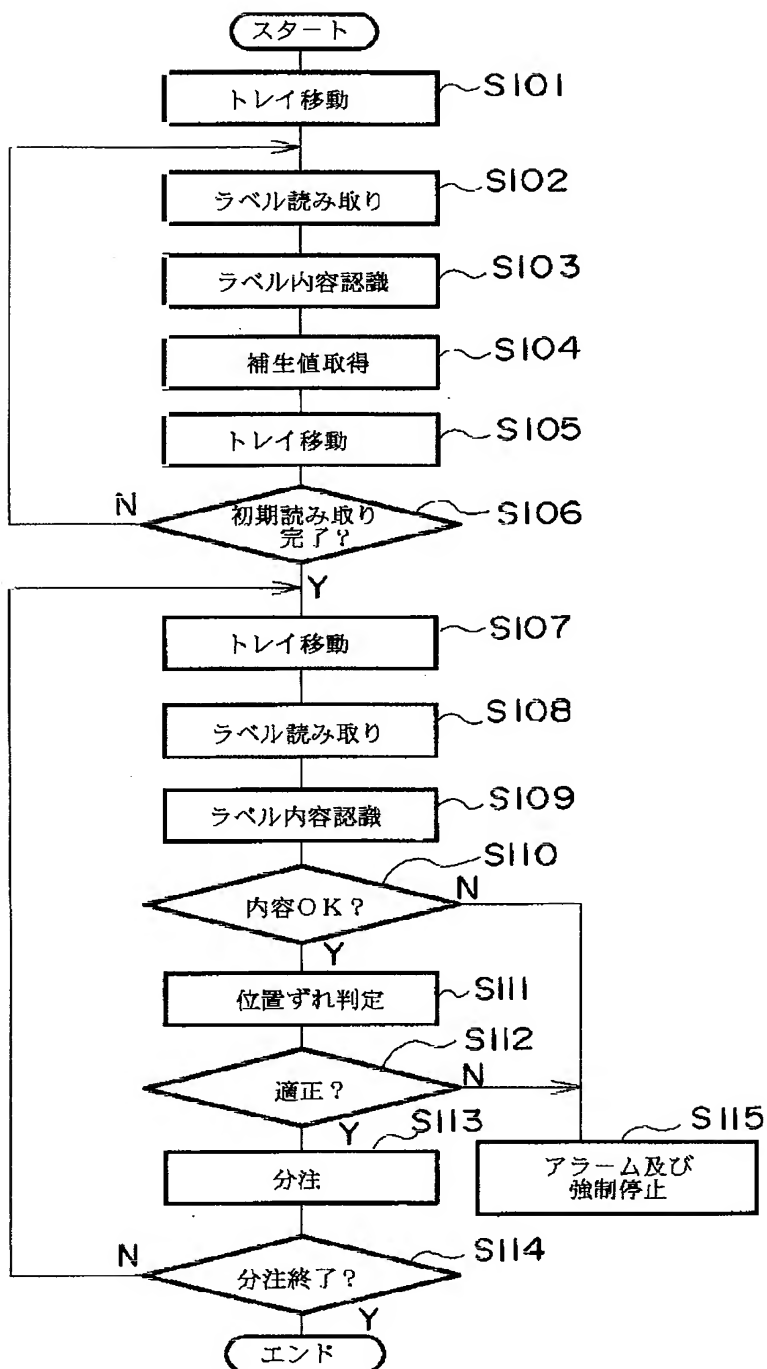 スタート
トレイ移動
S101
ラベル読み取り
S102
ラベル内容認識
S103
補生値取得
S104
トレイ移動
S105
初期読み取り
完了?
S106
N
Y
トレイ移動
S107
ラベル読み取り
S108
ラベル内容認識
S109
内容OK?
S110
N
Y
位置ずれ判定
S111
適正?
S112
N
Y
分注
S113
アラーム及び
強制停止
S115
分注終了?
S114
N
Y
エンド